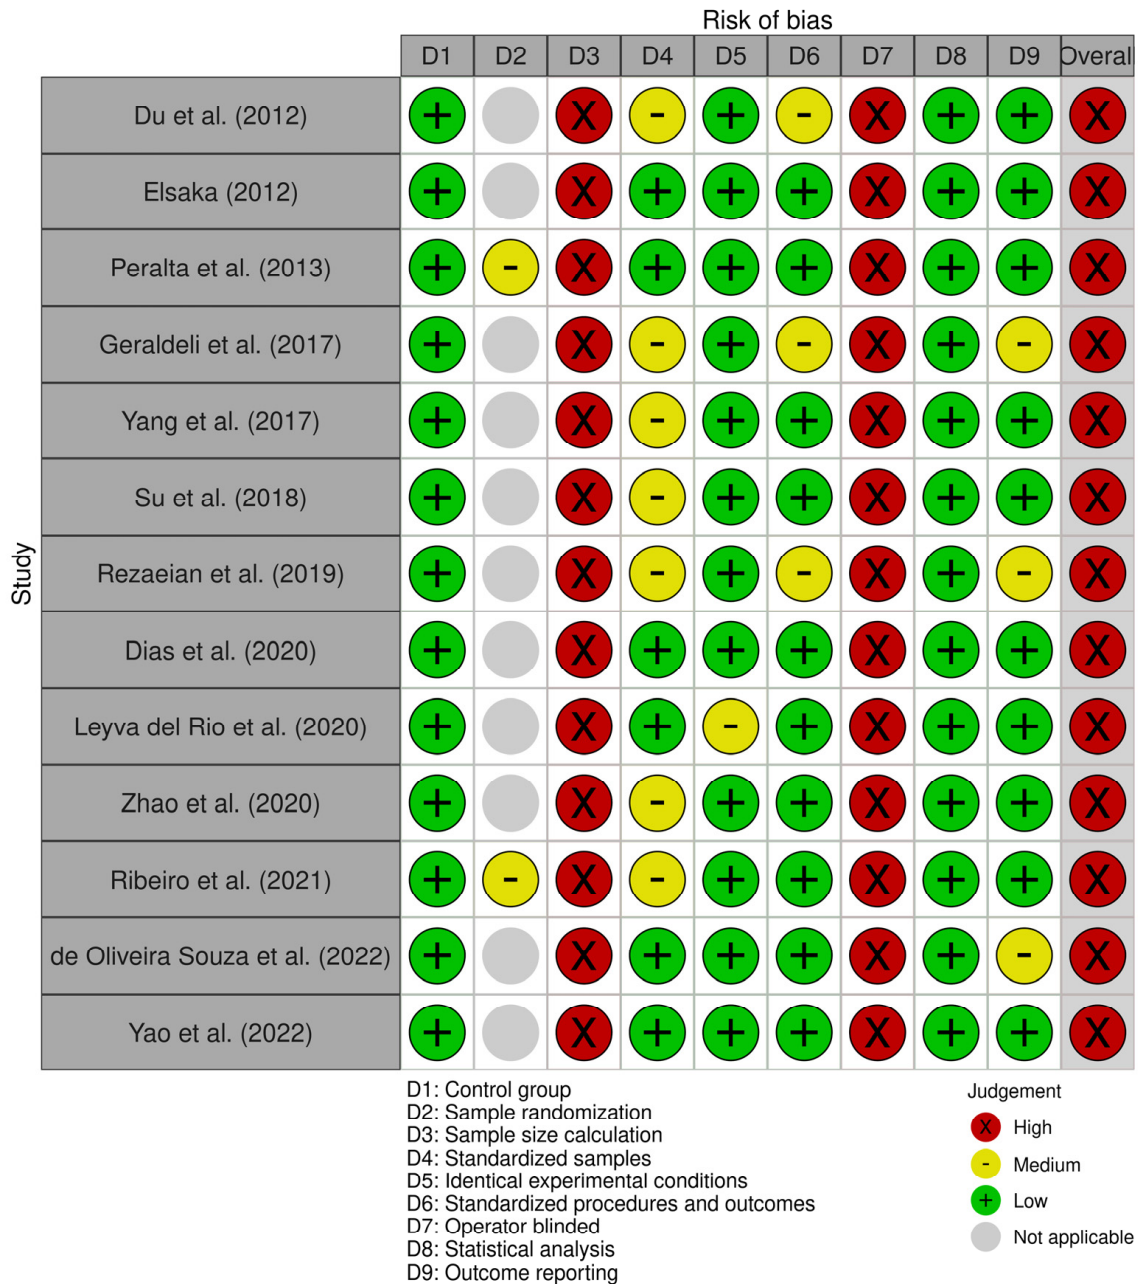 Risk of bias
D1 D2 D3 D4 D5 D6 D7 D8 D9 Overall
Study
Du et al. (2012) + X - + - X + + X
Elsaka (2012) + X + + + X + + X
Peralta et al. (2013) + - X + + + X + + X
Geraldeli et al. (2017) + X - + - X + - X
Yang et al. (2017) + X - + + X + + X
Su et al. (2018) + X - + + X + + X
Rezaeian et al. (2019) + X - + - X + - X
Dias et al. (2020) + X + + + X + + X
Leyva del Rio et al. (2020) + X + - + X + + X
Zhao et al. (2020) + X - + + X + + X
Ribeiro et al. (2021) + - X - + + X + + X
de Oliveira Souza et al. (2022) + X + + + X + - X
Yao et al. (2022) + X + + + X + + X
D1: Control group
D2: Sample randomization
D3: Sample size calculation
D4: Standardized samples
D5: Identical experimental conditions
D6: Standardized procedures and outcomes
D7: Operator blinded
D8: Statistical analysis
D9: Outcome reporting
Judgement
X High
- Medium
+ Low
Not applicable